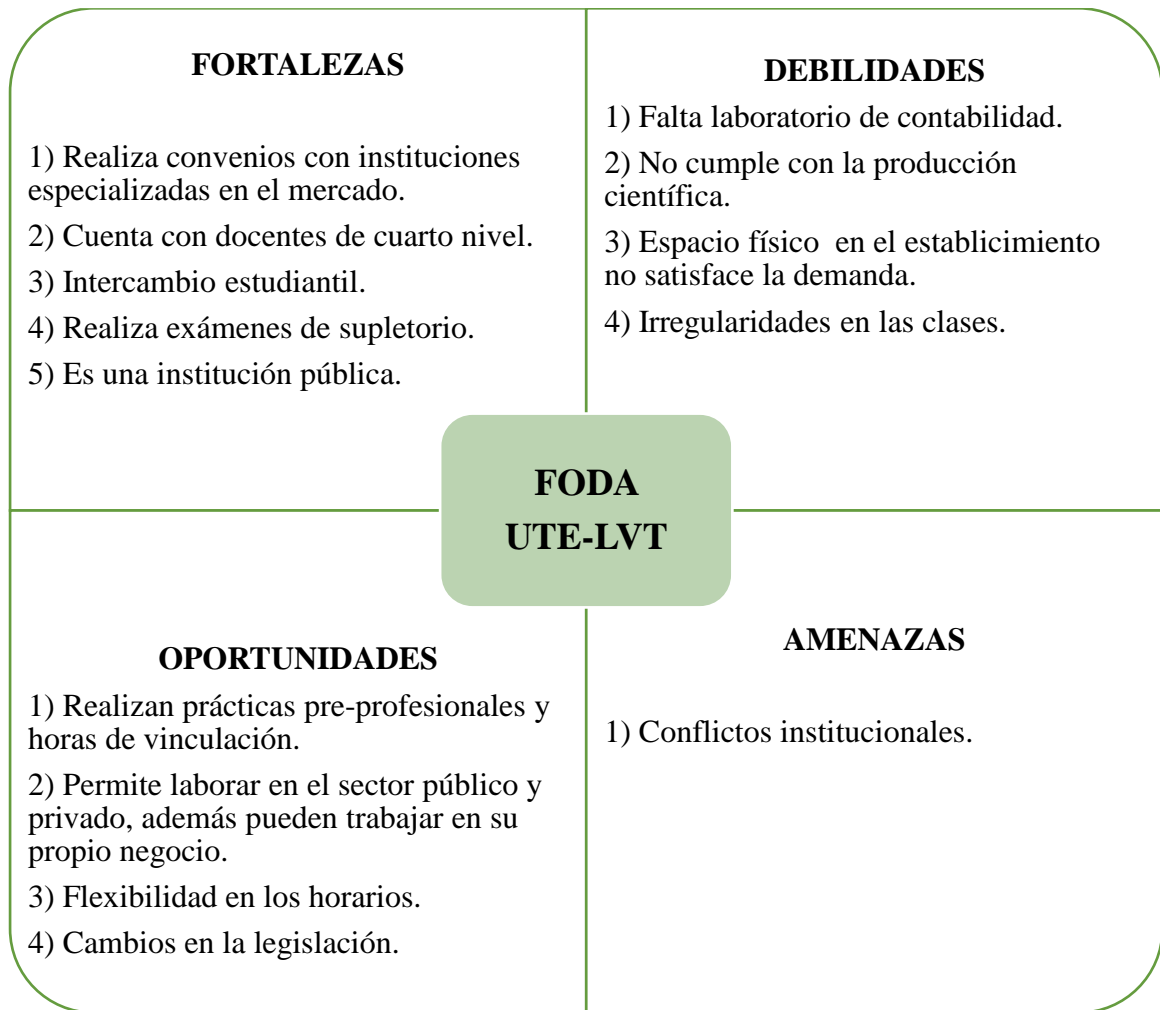 FORTALEZAS
1) Realiza convenios con instituciones
especializadas en el mercado.
2) Cuenta con docentes de cuarto nivel.
3) Intercambio estudiantil.
4) Realiza exámenes de supletorio.
5) Es una institución pública.
DEBILIDADES
1) Falta laboratorio de contabilidad.
2) No cumple con la producción
científica.
3) Espacio físico en el establicimiento
no satisface la demanda.
4) Irregularidades en las clases.
FODA
UTE-LVT
OPORTUNIDADES
1) Realizan prácticas pre-profesionales y
horas de vinculación.
2) Permite laborar en el sector público y
privado, además pueden trabajar en su
propio negocio.
3) Flexibilidad en los horarios.
4) Cambios en la legislación.
AMENAZAS
1) Conflictos institucionales.